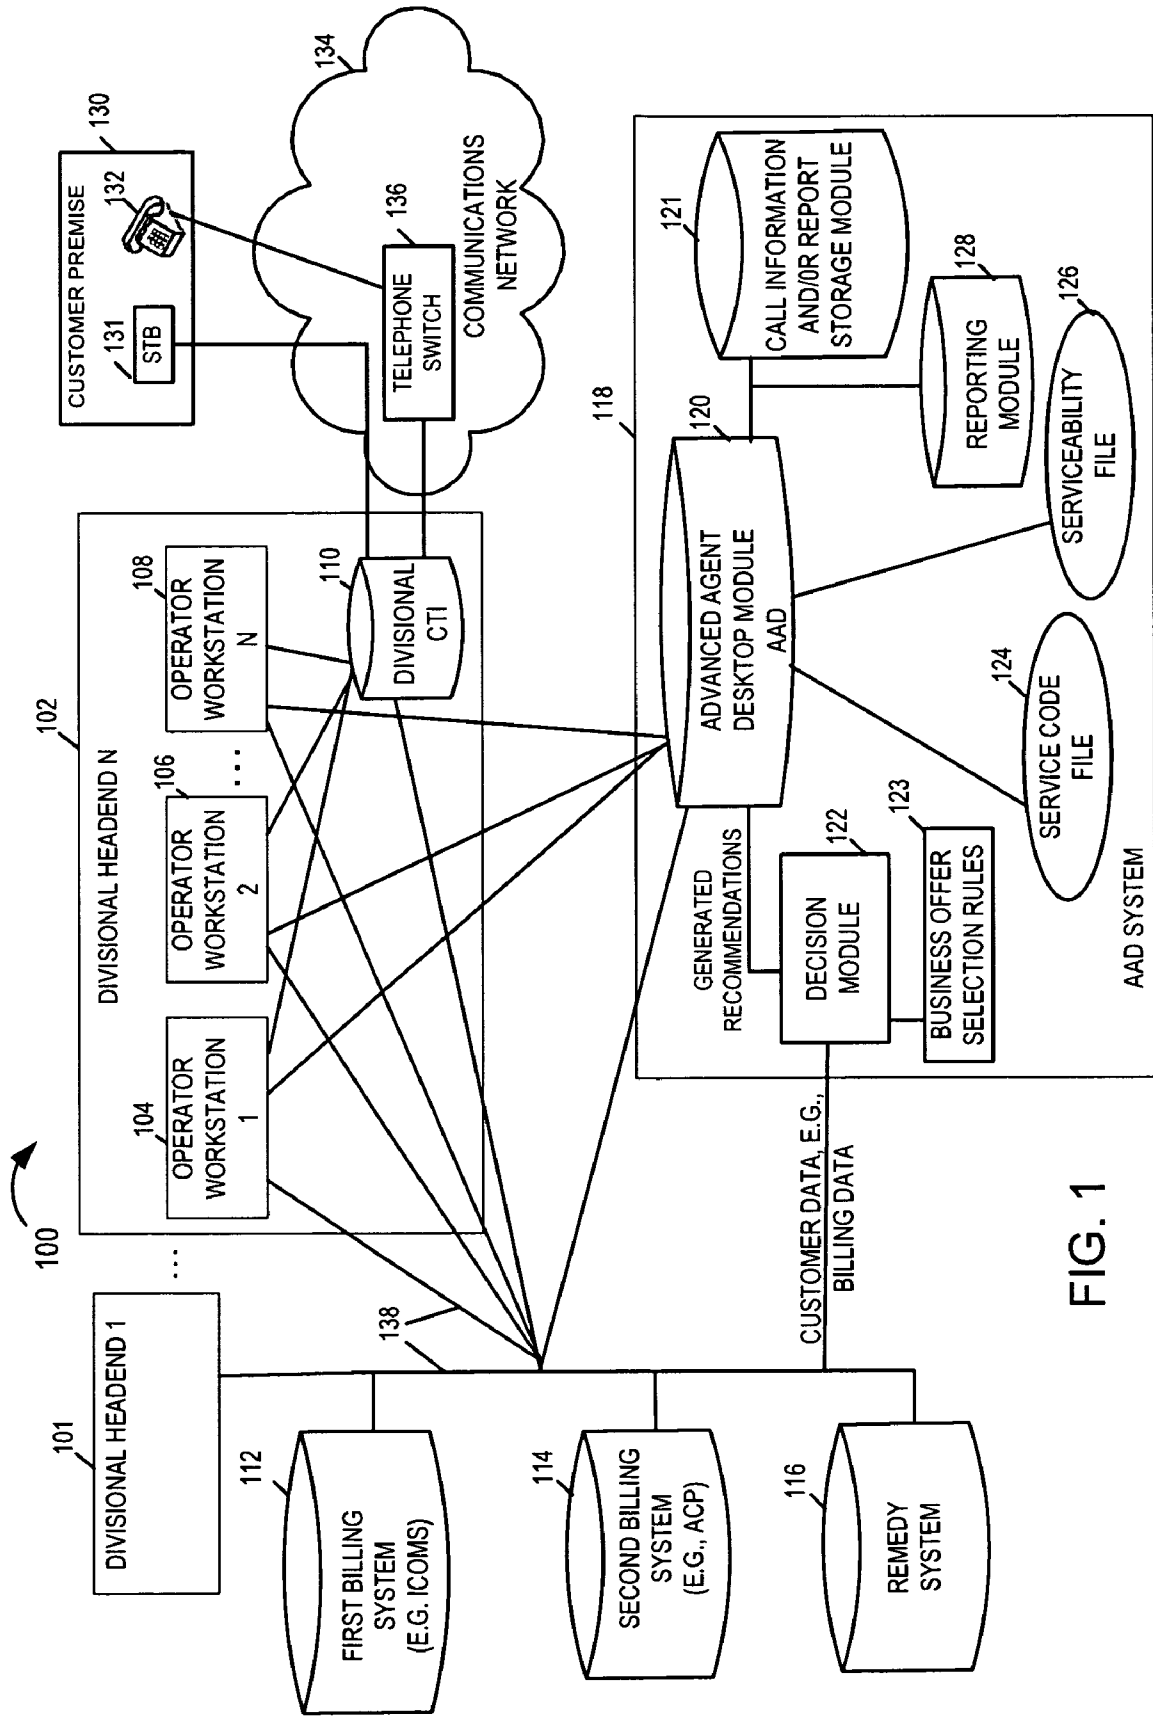 100
101
DIVISIONAL HEADEND 1
...
102
DIVISIONAL HEADEND N
104
OPERATOR
WORKSTATION
1
106
OPERATOR
WORKSTATION
2
...
108
OPERATOR
WORKSTATION
N
110
DIVISIONAL
CTI
130
CUSTOMER PREMISE
131
STB
132
134
136
TELEPHONE
SWITCH
COMMUNICATIONS
NETWORK
112
FIRST BILLING
SYSTEM
(E.G. ICOMS)
138
114
SECOND BILLING
SYSTEM
(E.G., ACP)
116
REMEDY
SYSTEM
CUSTOMER DATA, E.G.,
BILLING DATA
118
120
ADVANCED AGENT
DESKTOP MODULE
AAD
121
CALL INFORMATION
AND/0R REPORT
STORAGE MODULE
GENERATED
RECOMMENDATIONS
122
DECISION
MODULE
123
BUSINESS OFFER
SELECTION RULES
124
SERVICE CODE
FILE
126
SERVICEABILITY
FILE
128
REPORTING
MODULE
AAD SYSTEM
FIG. 1